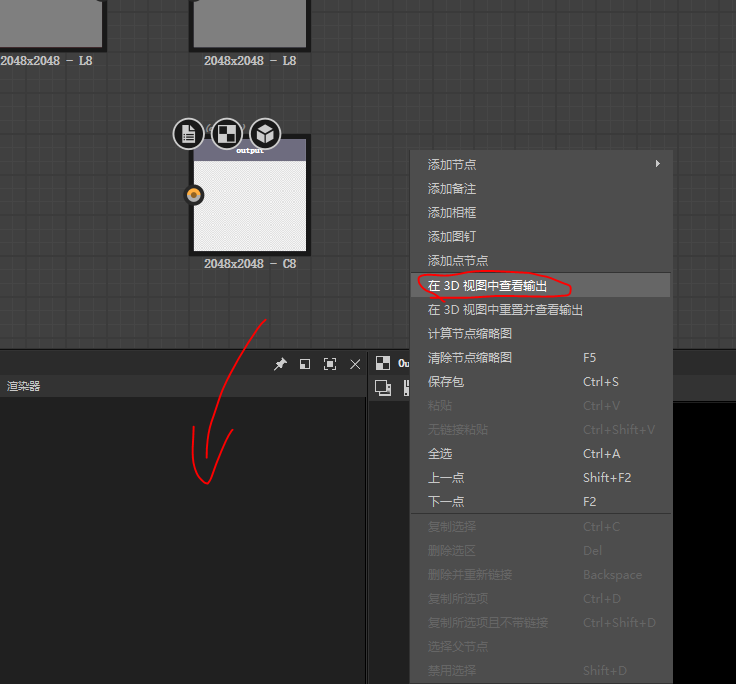 2048x2048 - L8
2048x2048 - L8
output
2048x2048 - C8
添加节点
添加备注
添加相框
添加图钉
添加点节点
在 3D 视图中查看输出
在 3D 视图中重置并查看输出
计算节点缩略图
清除节点缩略图 F5
保存包 Ctrl+S
粘贴 Ctrl+V
无链接粘贴 Ctrl+Shift+V
全选 Ctrl+A
上一点 Shift+F2
下一点 F2
复制选择 Ctrl+C
删除选区 Del
删除并重新链接 Backspace
复制所选项 Ctrl+D
复制所选项且不带链接 Ctrl+Shift+D
选择父节点
禁用选择 Shift+D
渲染器